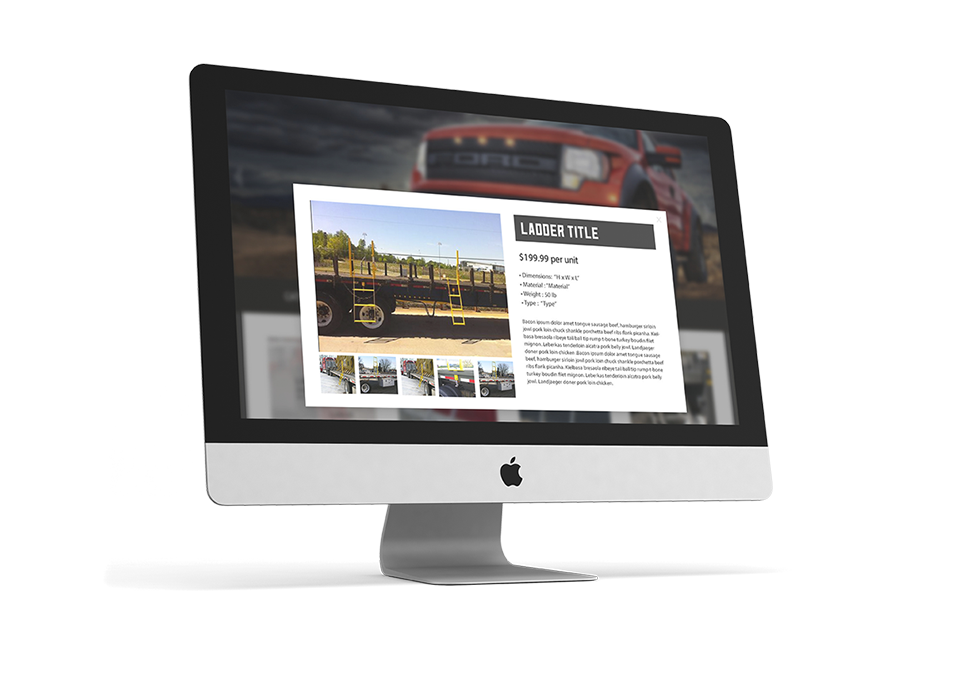 FORD
LADDER TITLE
$199.99 per unit
• Dimensions: "H x W x L"
• Material : "Material"
• Weight : 50 lb
• Type : "Type"
Bacon ipsum dolor amet tongue sausage beef, hamburger sirloin
jowl pork loin chuck shankle porchetta beef ribs flank picanha. Kiel-
basa bresaola ribeye tail ball tip rump t-bone turkey boudin filet
mignon. Leberkas tenderloin alcatra pork belly jowl. Landjaeger
doner pork loin chicken. Bacon ipsum dolor amet tongue sausage
beef, hamburger sirloin jowl pork loin chuck shankle porchetta beef
ribs flank picanha. Kielbasa bresaola ribeye tail ball tip rump t-bone
turkey boudin filet mignon. Leberkas tenderloin alcatra pork belly
jowl. Landjaeger doner pork loin chicken.